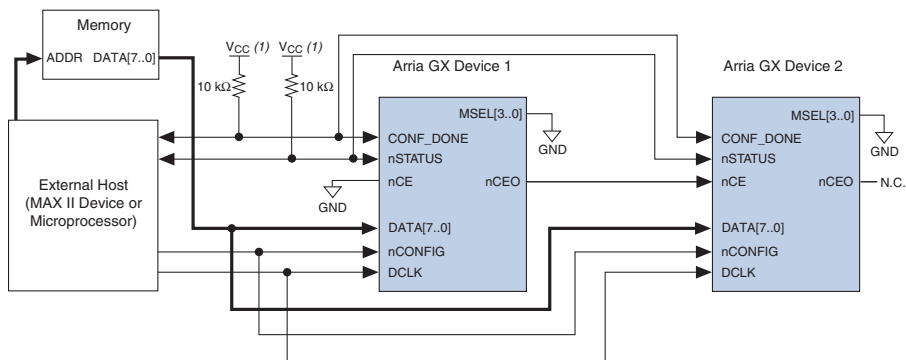 Memory
ADDR DATA[7..0]
VCC (1) VCC (1)
10 kΩ 10 kΩ
External Host
(MAX II Device or
Microprocessor)
Arria GX Device 1
MSEL[3..0]
CONF_DONE
nSTATUS
nCE nCEO
DATA[7..0]
nCONFIG
DCLK
GND
GND
Arria GX Device 2
MSEL[3..0]
CONF_DONE
nSTATUS
nCE nCEO
DATA[7..0]
nCONFIG
DCLK
GND
N.C.